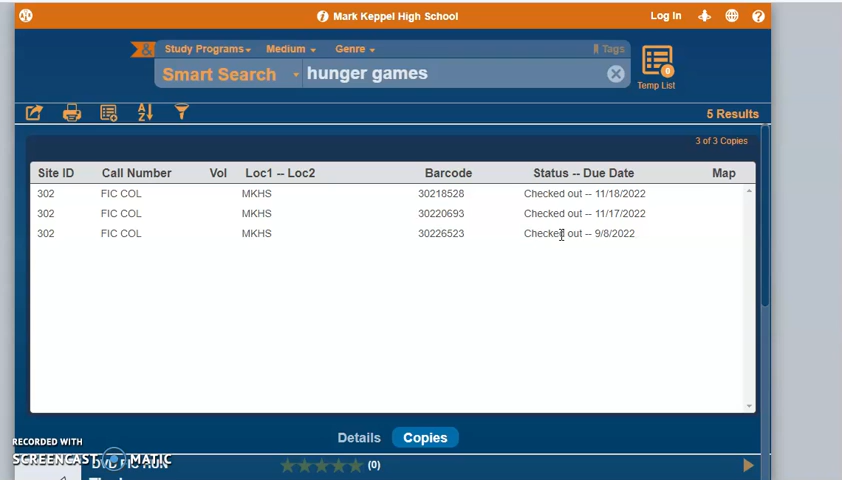 Mark Keppel High School
Log In
Study Programs Medium Genre Tags
Smart Search hunger games
0
Temp List
5 Results
3 of 3 Copies
Site ID Call Number Vol Loc1 -- Loc2 Barcode Status -- Due Date Map
302 FIC COL MKHS 30218528 Checked out -- 11/18/2022
302 FIC COL MKHS 30220693 Checked out -- 11/17/2022
302 FIC COL MKHS 30226523 Checked out -- 9/8/2022
Details Copies
RECORDED WITH
SCREENCAST MATIC
DVD FIC HUN (0)